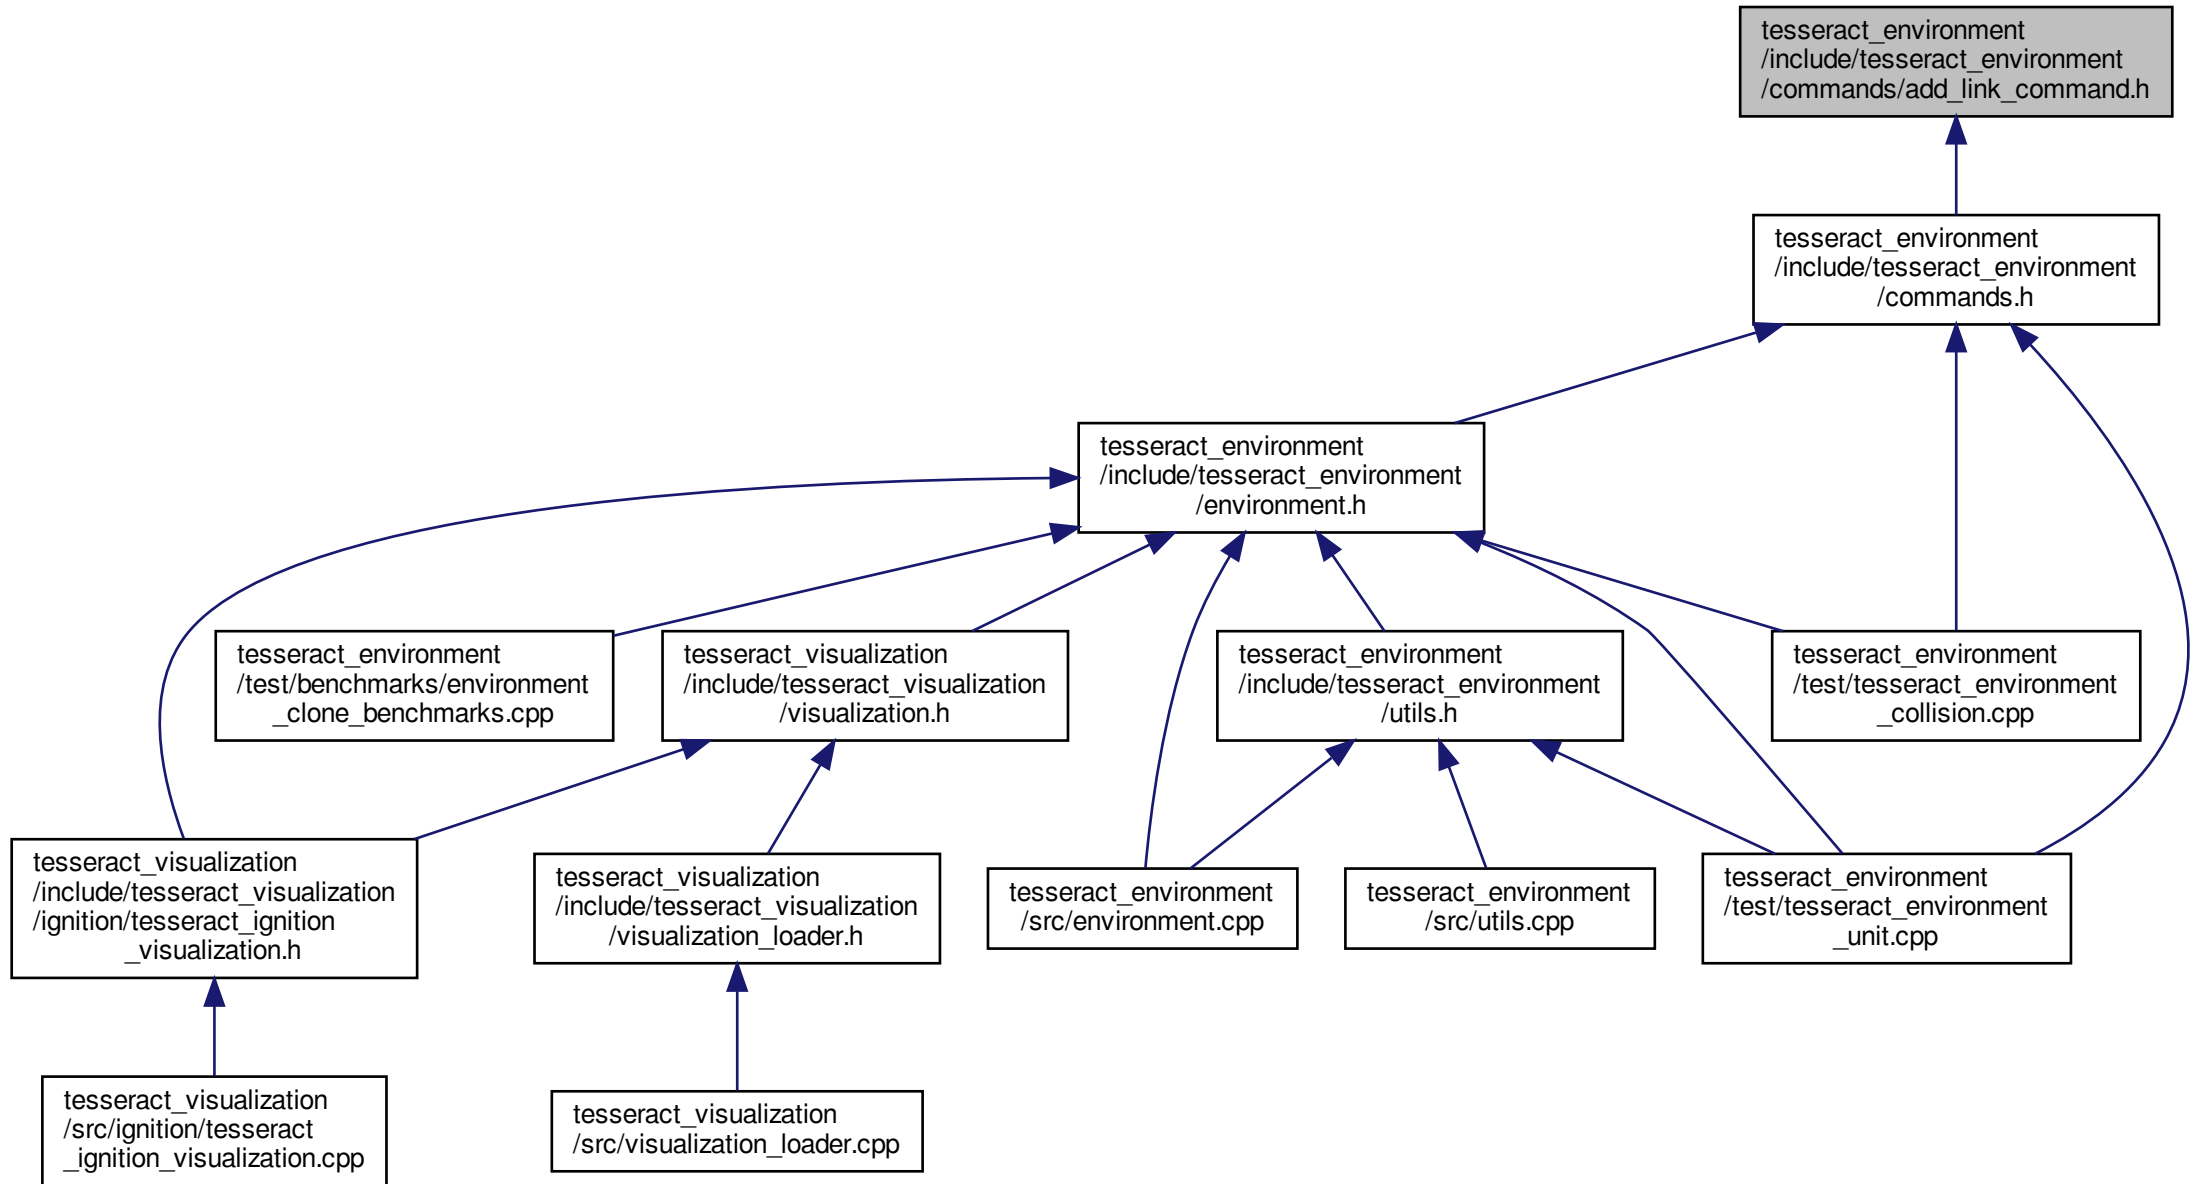 tesseract_environment
/include/tesseract_environment
/commands/add_link_command.h
tesseract_environment
/include/tesseract_environment
/commands.h
tesseract_environment
/include/tesseract_environment
/environment.h
tesseract_environment
/test/benchmarks/environment
_clone_benchmarks.cpp
tesseract_visualization
/include/tesseract_visualization
/visualization.h
tesseract_environment
/include/tesseract_environment
/utils.h
tesseract_environment
/test/tesseract_environment
_collision.cpp
tesseract_visualization
/include/tesseract_visualization
/ignition/tesseract_ignition
_visualization.h
tesseract_visualization
/include/tesseract_visualization
/visualization_loader.h
tesseract_environment
/src/environment.cpp
tesseract_environment
/src/utils.cpp
tesseract_environment
/test/tesseract_environment
_unit.cpp
tesseract_visualization
/src/ignition/tesseract
_ignition_visualization.cpp
tesseract_visualization
/src/visualization_loader.cpp